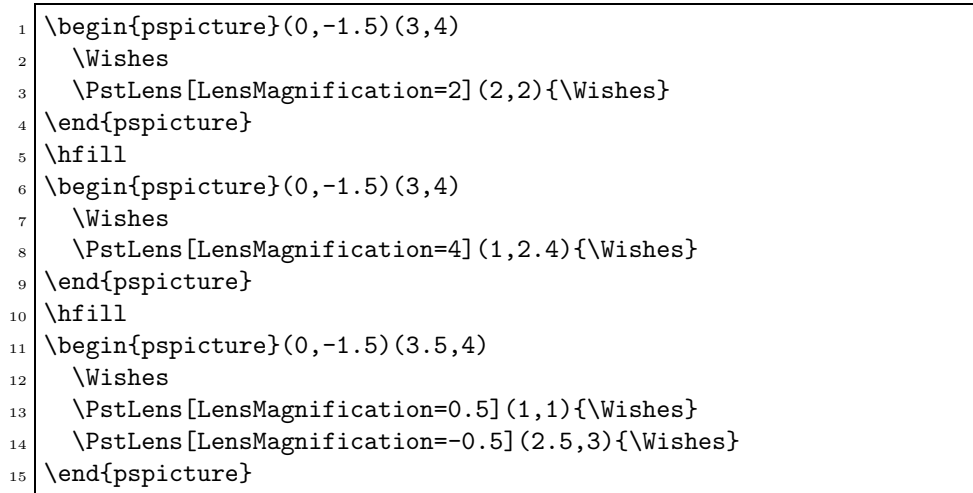 1 \begin{pspicture}(0,-1.5)(3,4)
2   \Wishes
3   \PstLens[LensMagnification=2](2,2){\Wishes}
4 \end{pspicture}
5 \hfill
6 \begin{pspicture}(0,-1.5)(3,4)
7   \Wishes
8   \PstLens[LensMagnification=4](1,2.4){\Wishes}
9 \end{pspicture}
10 \hfill
11 \begin{pspicture}(0,-1.5)(3.5,4)
12   \Wishes
13   \PstLens[LensMagnification=0.5](1,1){\Wishes}
14   \PstLens[LensMagnification=-0.5](2.5,3){\Wishes}
15 \end{pspicture}